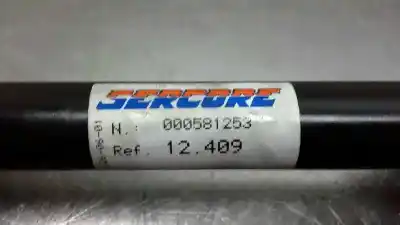 SERCORE
N.: 000581253
Ref. 12.409